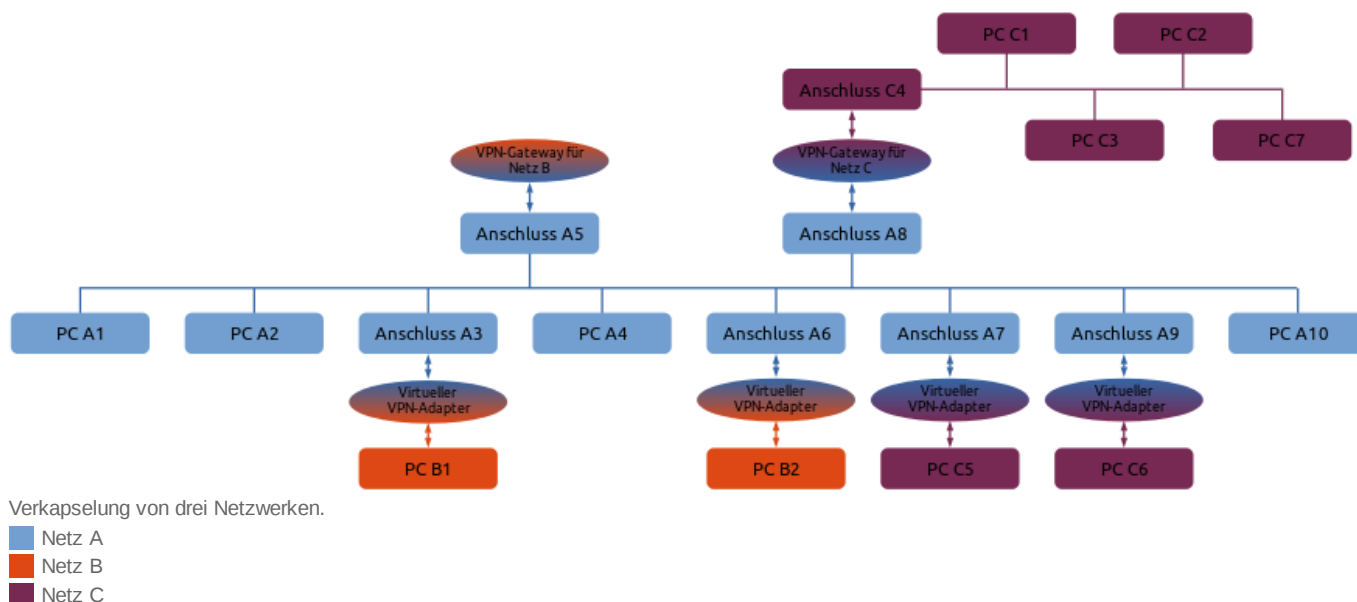 PC C1
PC C2
Anschluss C4
PC C3
PC C7
VPN-Gateway für
Netz B
VPN-Gateway für
Netz C
Anschluss A5
Anschluss A8
PC A1
PC A2
Anschluss A3
PC A4
Anschluss A6
Anschluss A7
Anschluss A9
PC A10
Virtueller
VPN-Adapter
Virtueller
VPN-Adapter
Virtueller
VPN-Adapter
Virtueller
VPN-Adapter
PC B1
PC B2
PC C5
PC C6
Verkapselung von drei Netzwerken.
Netz A
Netz B
Netz C